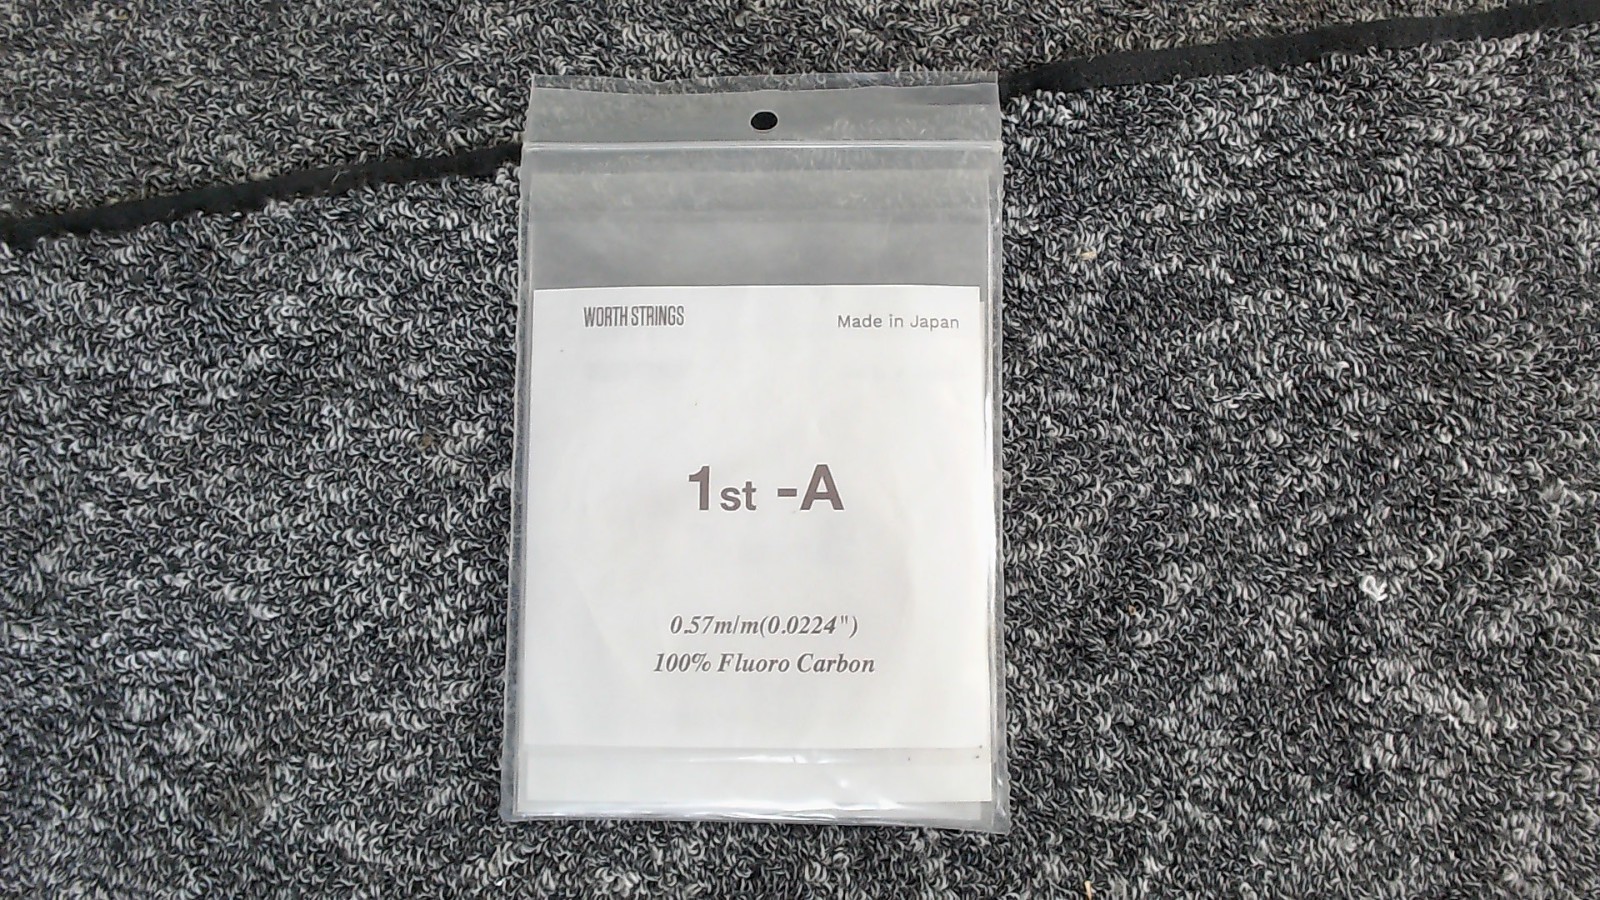 WORTH STRINGS Made in Japan
1st -A
0.57m/m(0.0224")
100% Fluoro Carbon